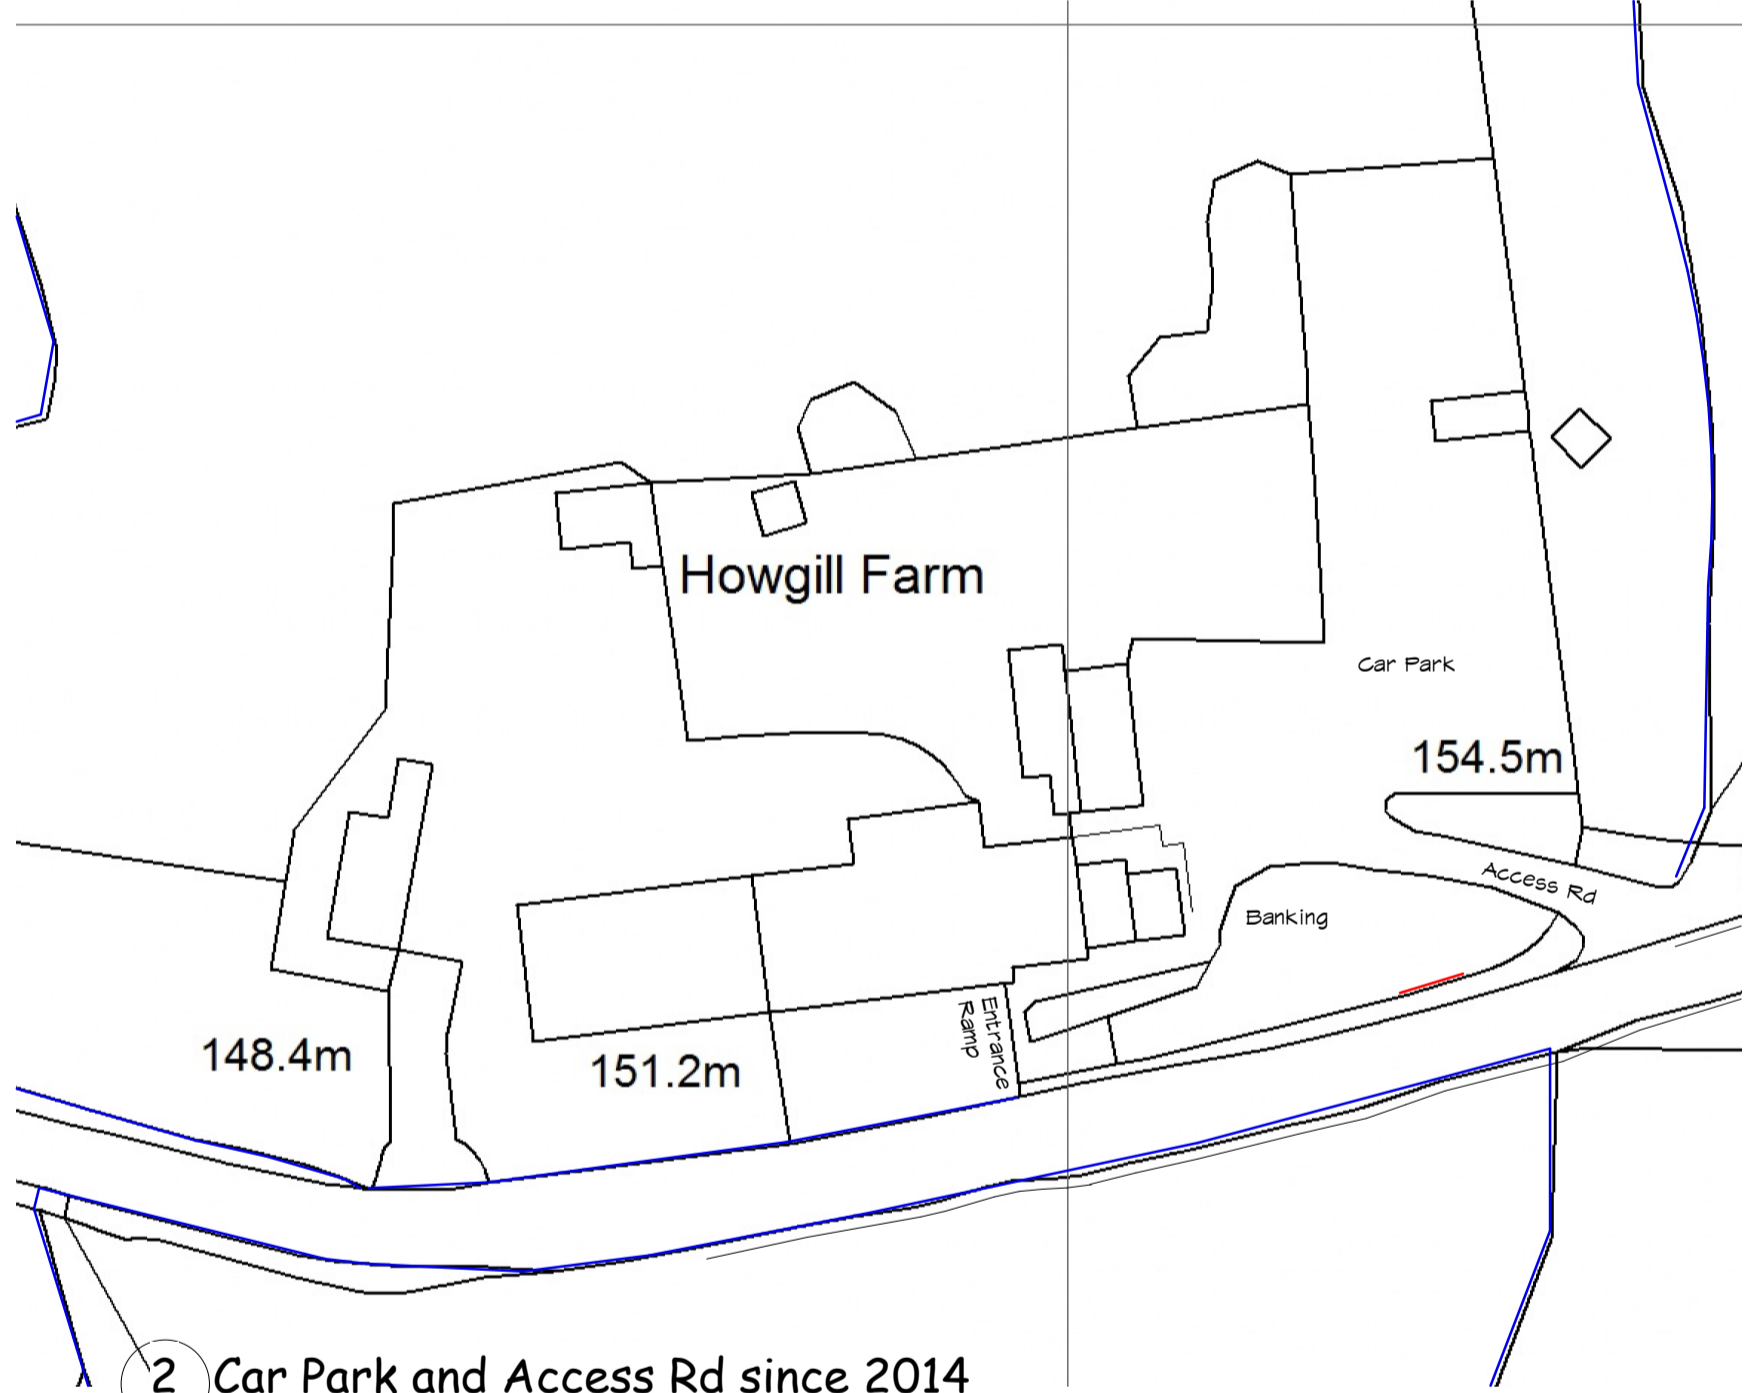 Howgill Farm
Car Park
154.5m
Access Rd
Banking
Entrance
Ramp
148.4m
151.2m
2 Car Park and Access Rd since 2014